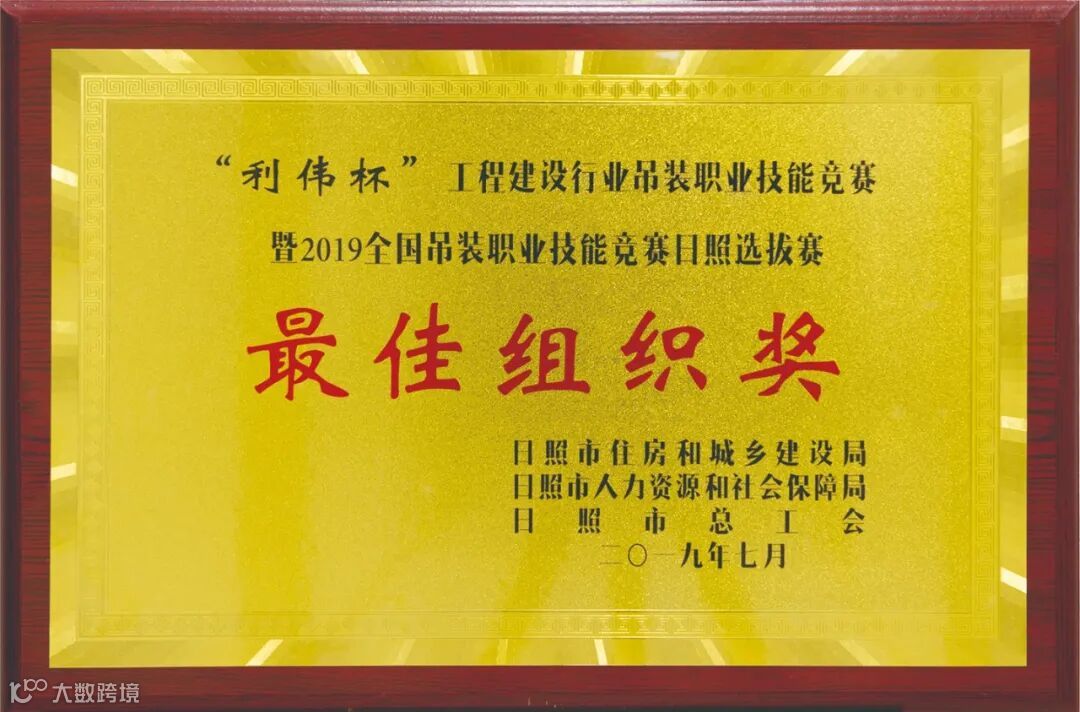 “利伟杯”工程建设行业吊装职业技能竞赛
暨2019全国吊装职业技能竞赛日照选拔赛
最佳组织奖
日照市住房和城乡建设局
日照市人力资源和社会保障局
日照市总工会
二〇一九年七月
大数跨境